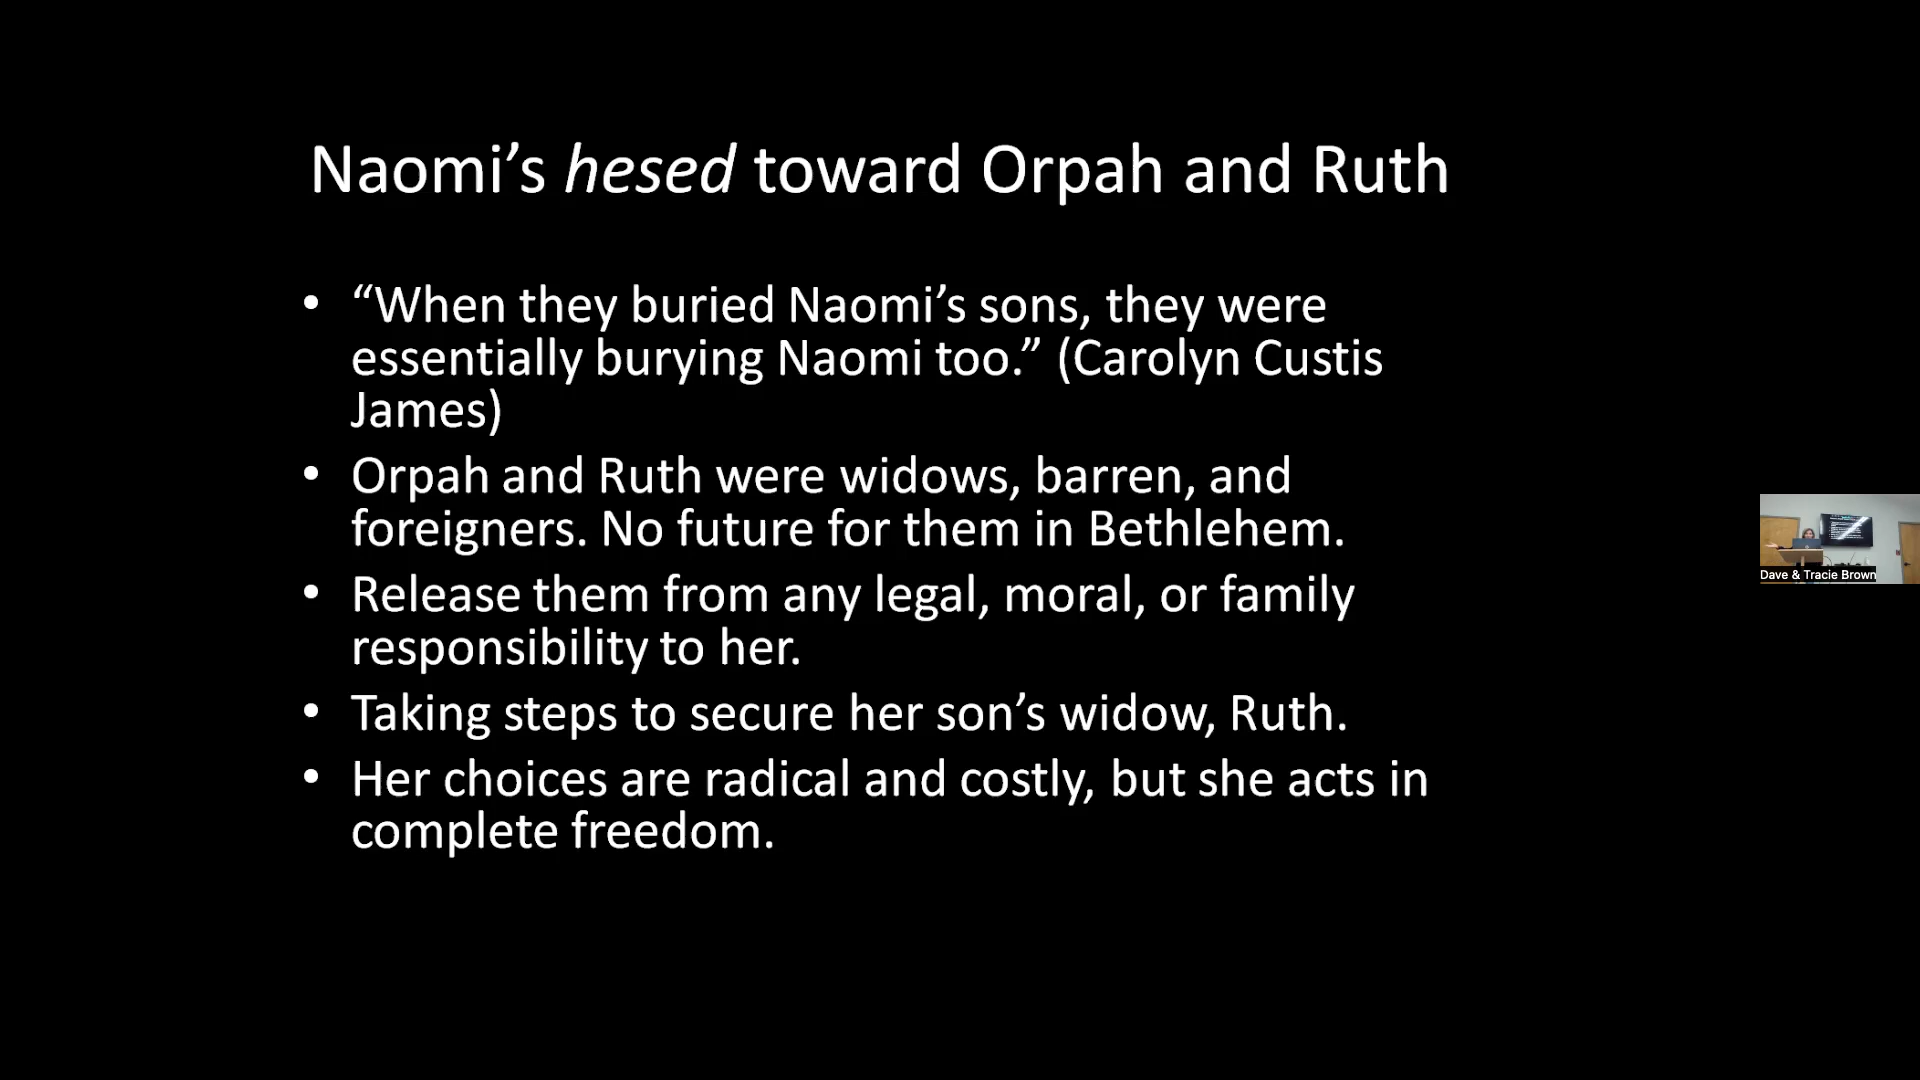 Naomi’s hesed toward Orpah and Ruth
• “When they buried Naomi’s sons, they were
essentially burying Naomi too.” (Carolyn Custis
James)
• Orpah and Ruth were widows, barren, and
foreigners. No future for them in Bethlehem.
• Release them from any legal, moral, or family
responsibility to her.
• Taking steps to secure her son’s widow, Ruth.
• Her choices are radical and costly, but she acts in
complete freedom.
Dave & Tracie Brown